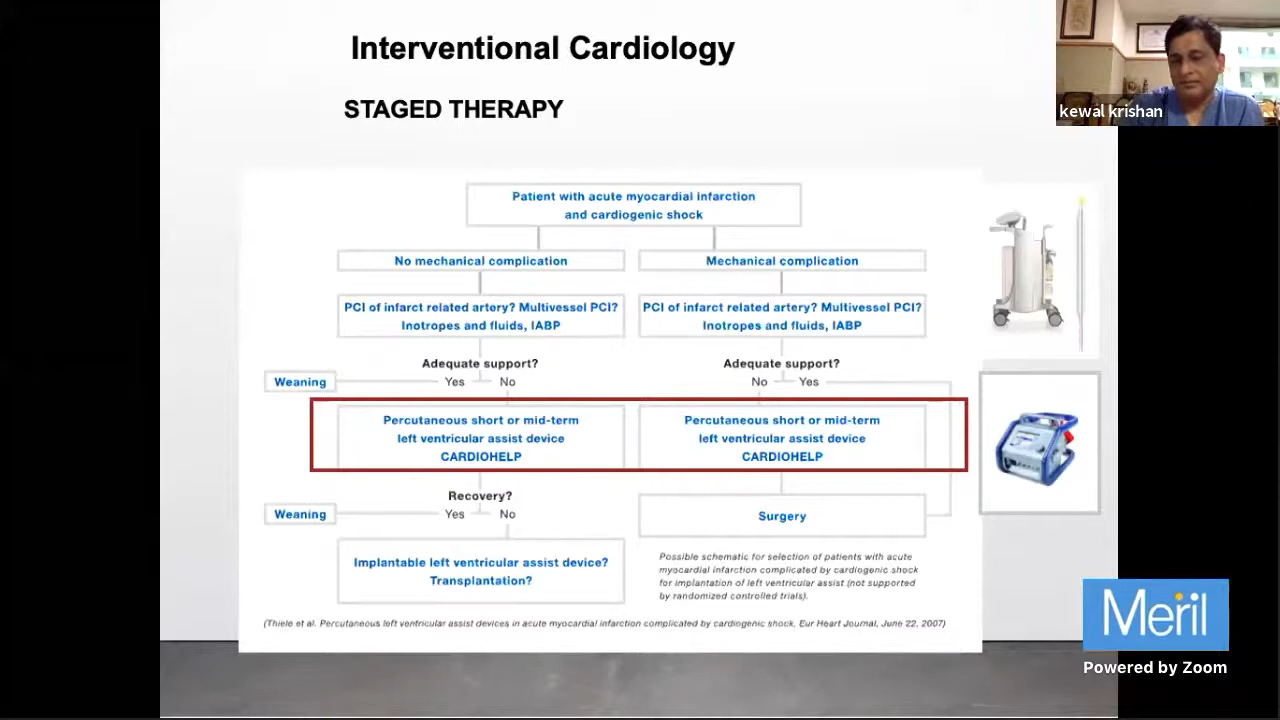 Interventional Cardiology
kewal krishan
STAGED THERAPY
Patient with acute myocardial infarction
and cardiogenic shock
No mechanical complication
Mechanical complication
PCI of infarct related artery? Multivessel PCI?
Inotropes and fluids, IABP
PCI of infarct related artery? Multivessel PCI?
Inotropes and fluids, IABP
Adequate support?
Adequate support?
Weaning
Yes
No
No
Yes
Percutaneous short or mid-term
left ventricular assist device
CARDIOHELP
Percutaneous short or mid-term
left ventricular assist device
CARDIOHELP
Recovery?
Weaning
Yes
No
Surgery
Implantable left ventricular assist device?
Transplantation?
Possible schematic for selection of patients with acute
myocardial infarction complicated by cardiogenic shock
for implantation of left ventricular assist (not supported
by randomized controlled trials).
(Thiele et al. Percutaneous left ventricular assist devices in acute myocardial infarction complicated by cardiogenic shock, Eur Heart Journal, June 22, 2007)
Meril
Powered by Zoom